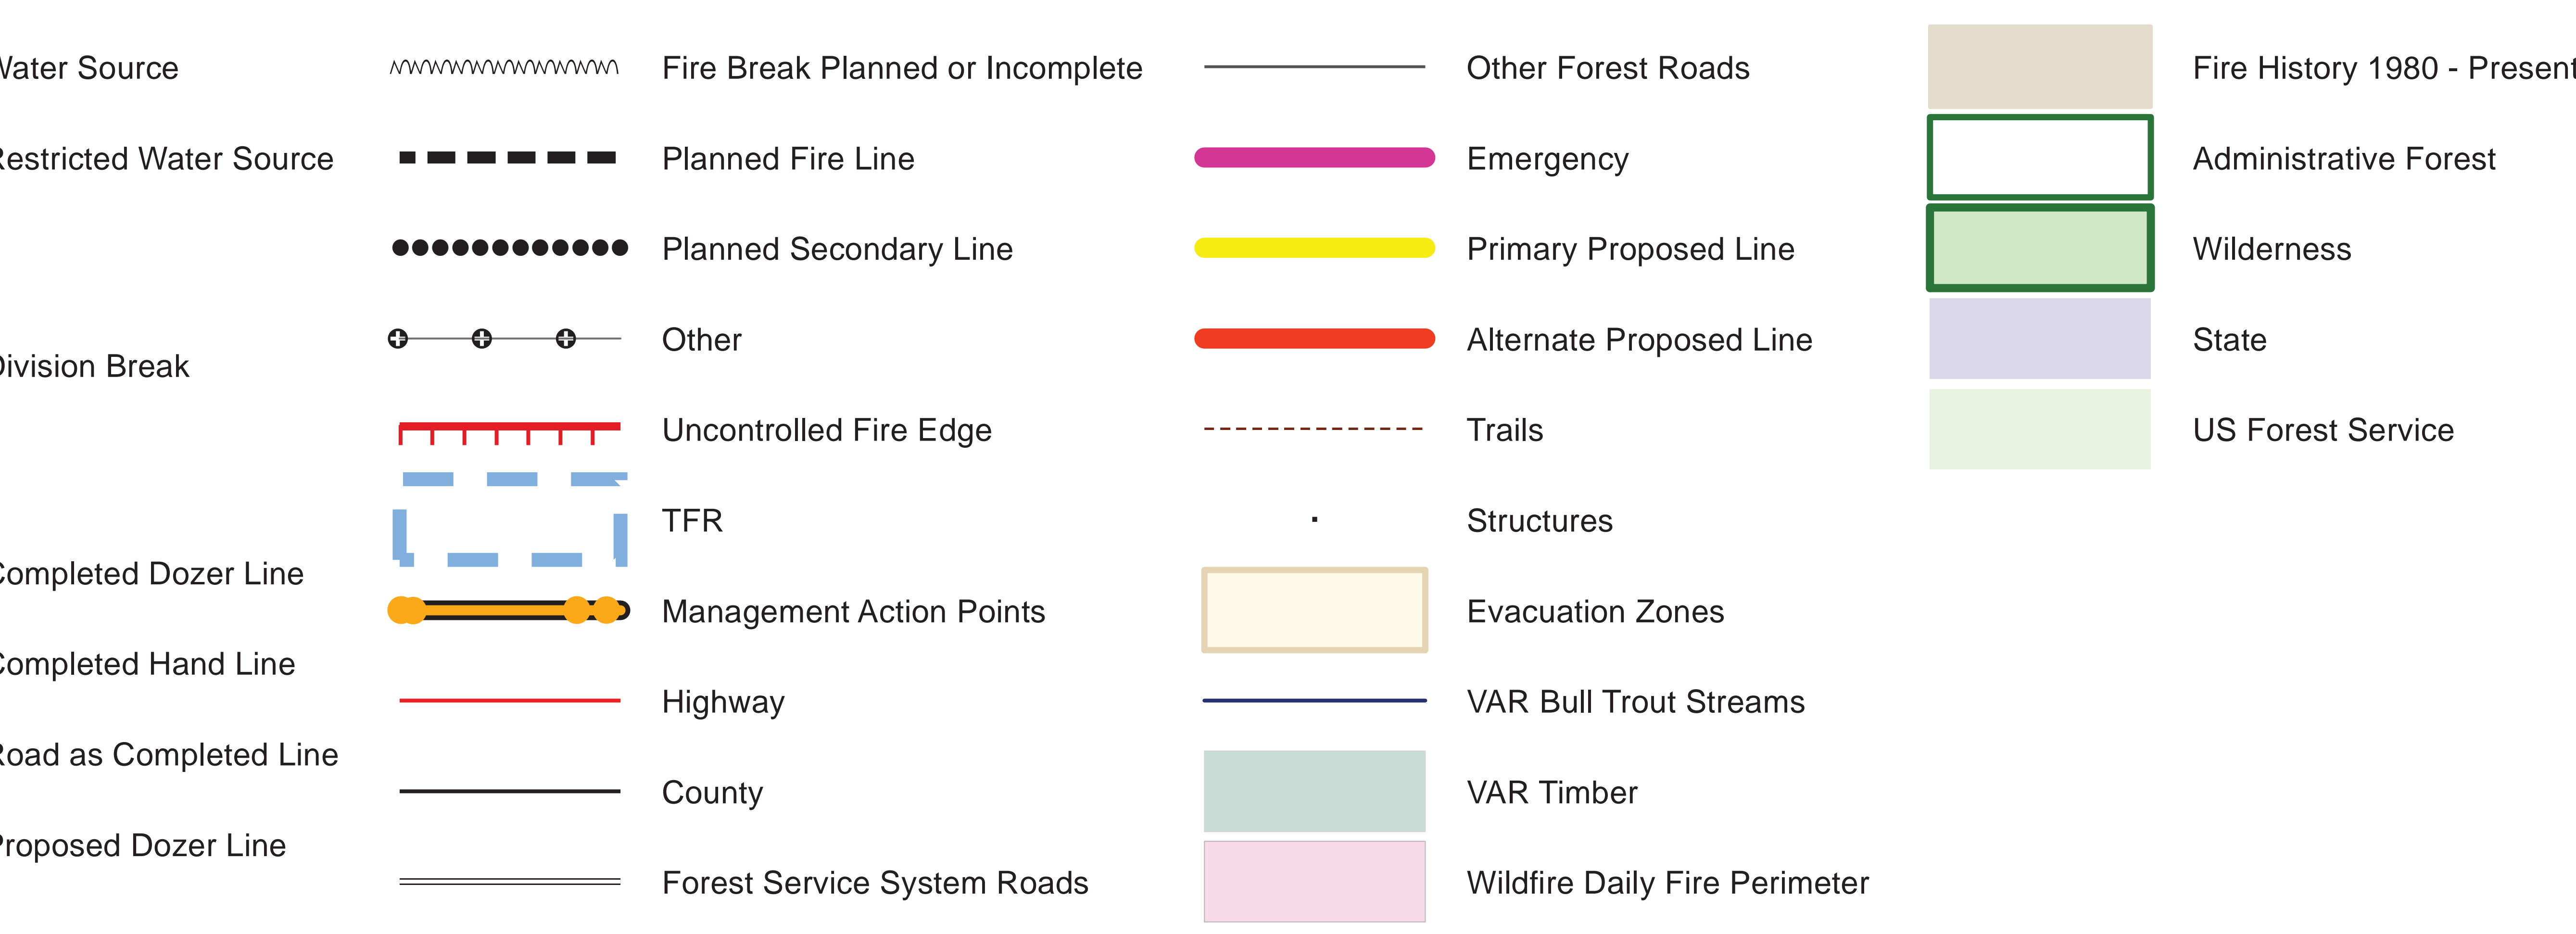 Water Source
Restricted Water Source
Division Break
Completed Dozer Line
Completed Hand Line
Road as Completed Line
Proposed Dozer Line
Fire Break Planned or Incomplete
Planned Fire Line
Planned Secondary Line
Other
Uncontrolled Fire Edge
TFR
Management Action Points
Highway
County
Forest Service System Roads
Other Forest Roads
Emergency
Primary Proposed Line
Alternate Proposed Line
Trails
Structures
Evacuation Zones
VAR Bull Trout Streams
VAR Timber
Wildfire Daily Fire Perimeter
Fire History 1980 - Present
Administrative Forest
Wilderness
State
US Forest Service